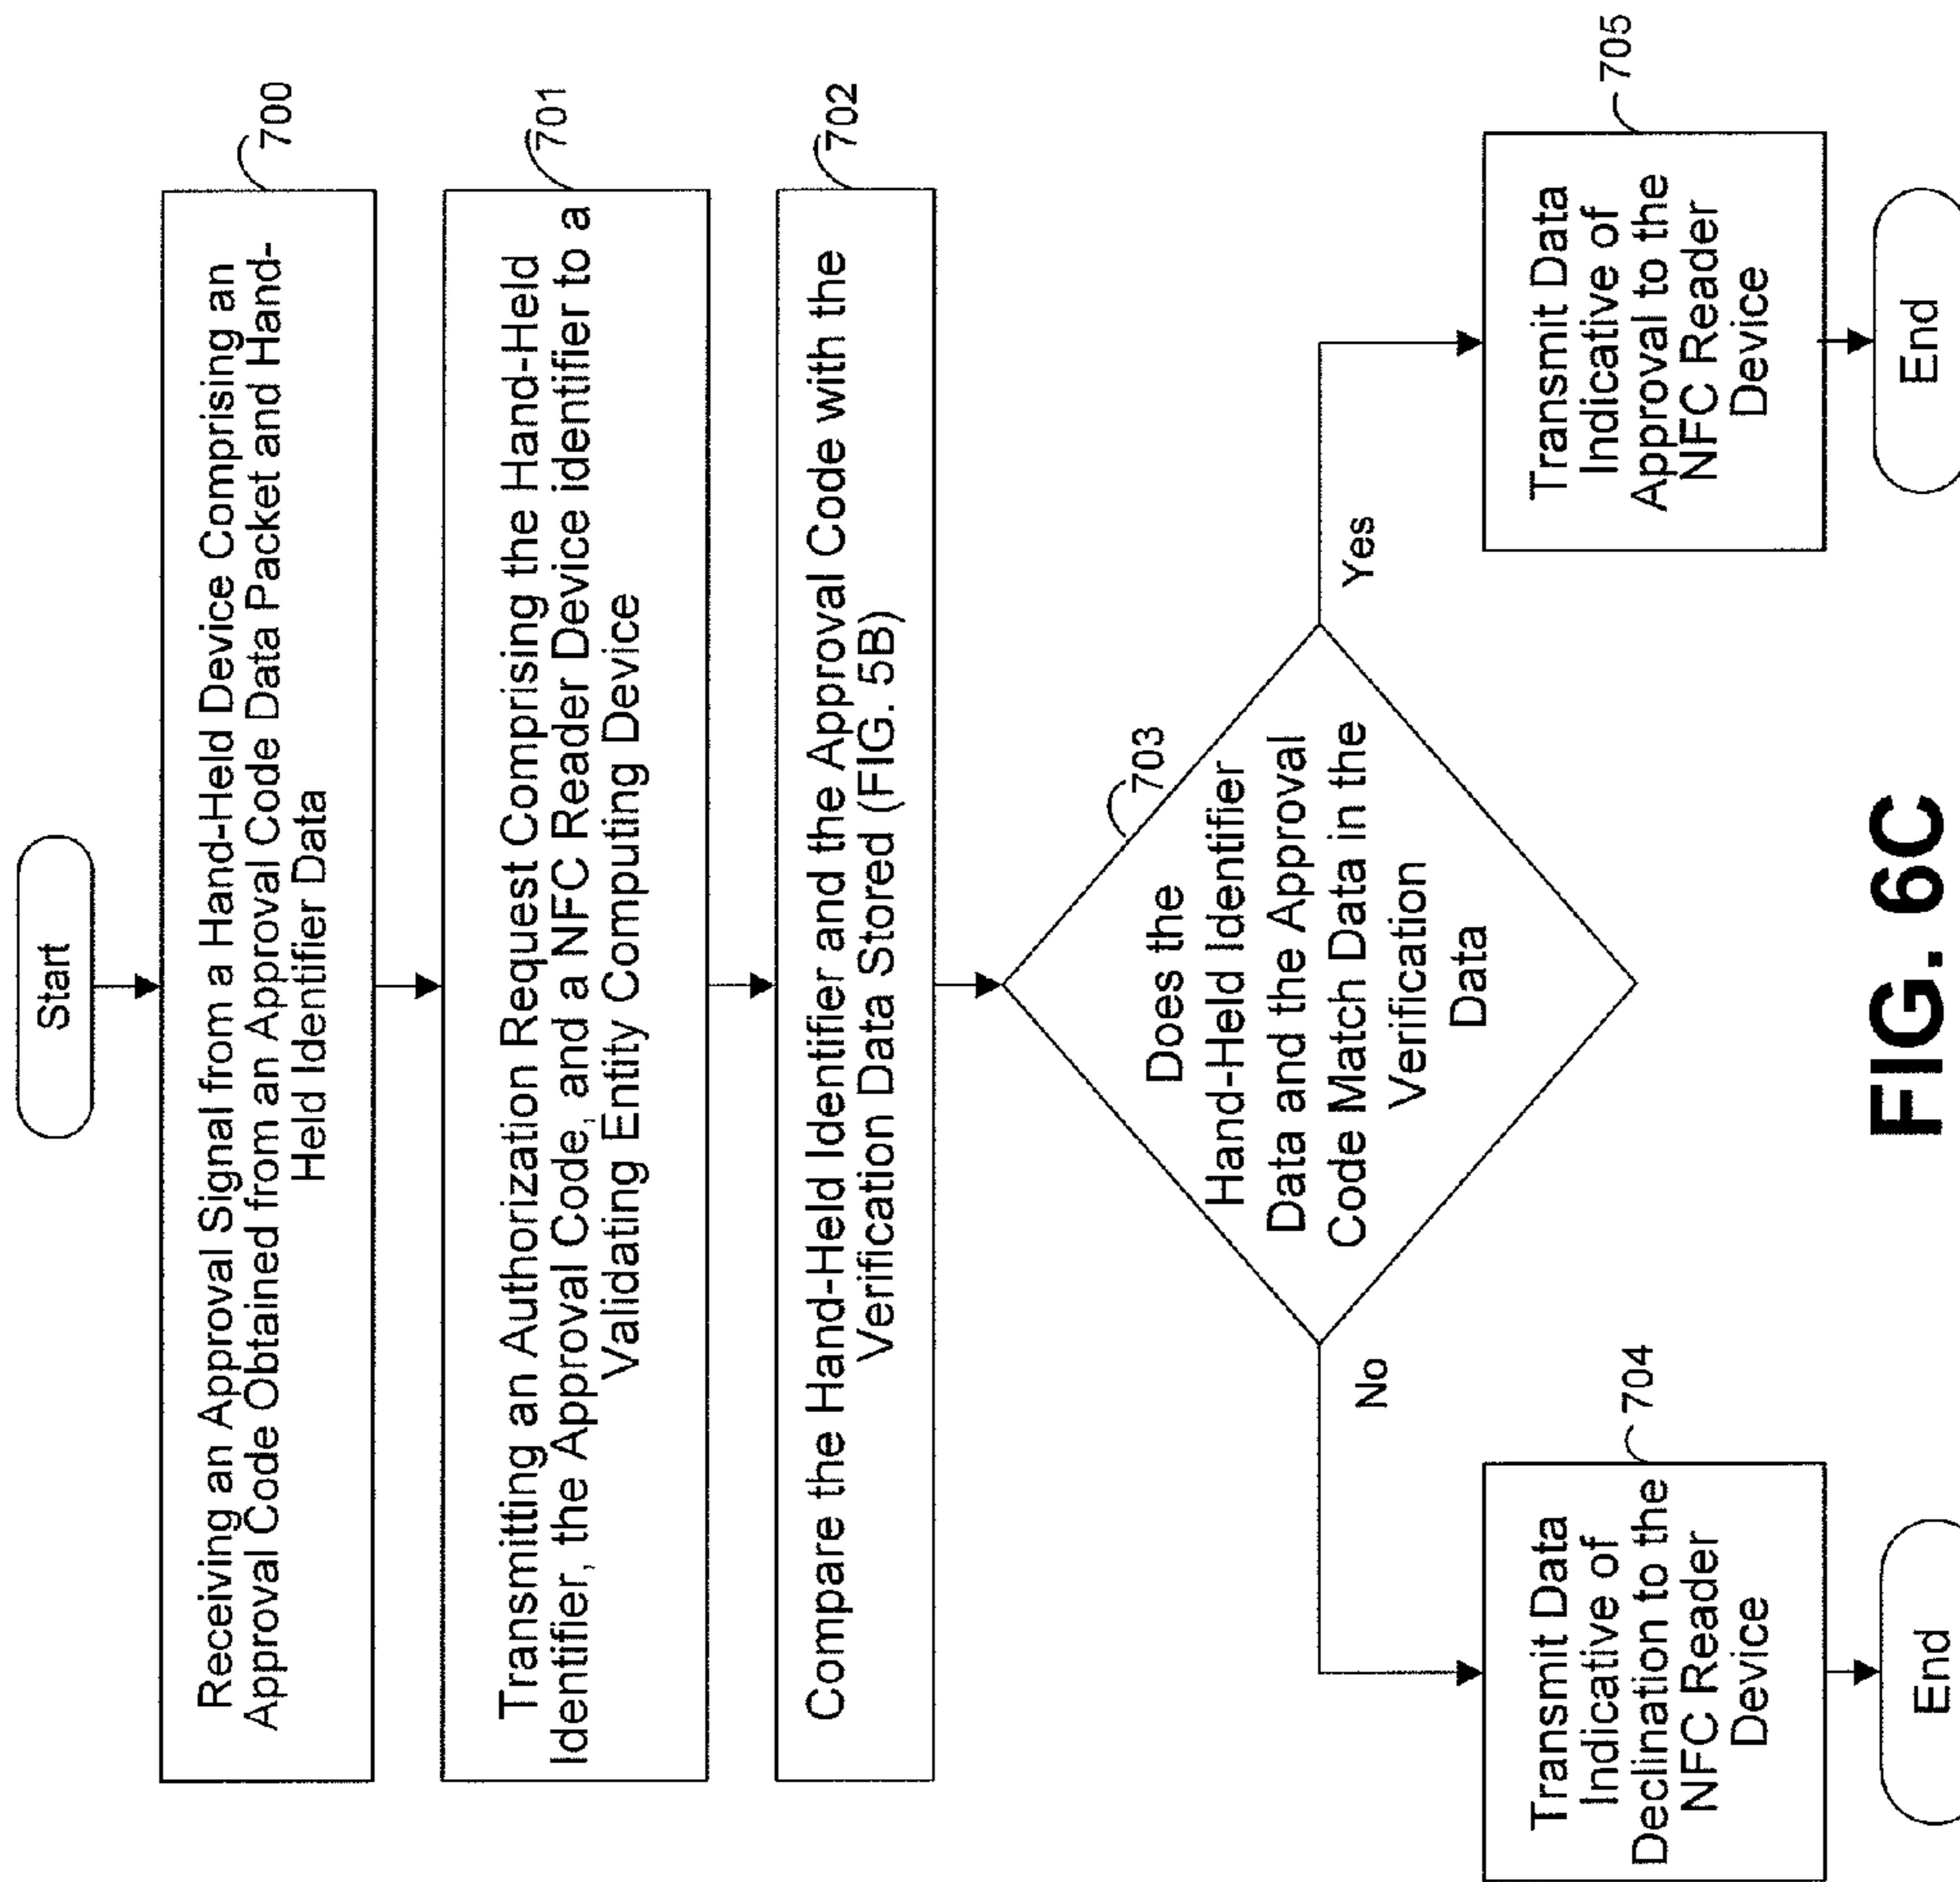 Start
700
Receiving an Approval Signal from a Hand-Held Device Comprising an
Approval Code Obtained from an Approval Code Data Packet and Hand-
Held Identifier Data
701
Transmitting an Authorization Request Comprising the Hand-Held
Identifier, the Approval Code, and a NFC Reader Device identifier to a
Validating Entity Computing Device
702
Compare the Hand-Held Identifier and the Approval Code with the
Verification Data Stored (FIG. 5B)
703
Does the
Hand-Held Identifier
Data and the Approval
Code Match Data in the
Verification
Data
No
Yes
704
Transmit Data
Indicative of
Declination to the
NFC Reader
Device
705
Transmit Data
Indicative of
Approval to the
NFC Reader
Device
End
End
FIG. 6C